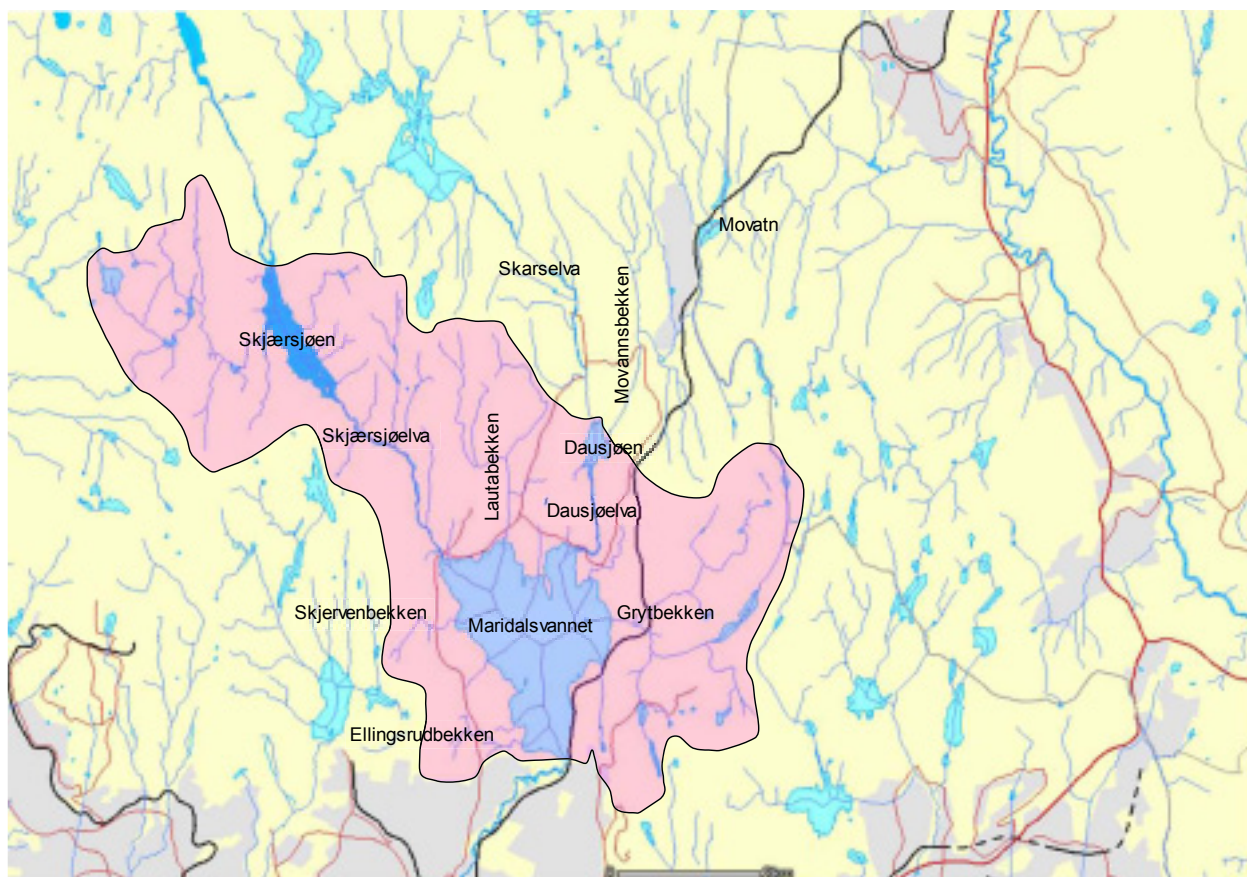 Movatn
Skarselva
Movannsbekken
Skjærsjøen
Skjærsjøelva
Lautabekken
Dausjøen
Dausjøelva
Skjervenbekken
Maridalsvannet
Grytbekken
Ellingsrudbekken